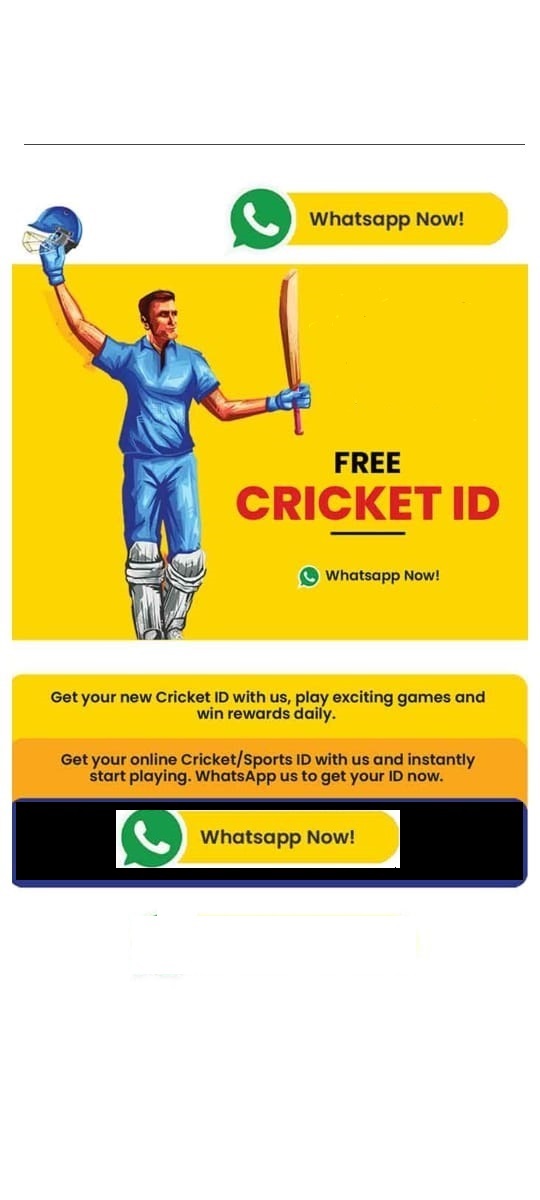 Whatsapp Now!
FREE
CRICKET ID
Whatsapp Now!
Get your new Cricket ID with us, play exciting games and
win rewards daily.
Get your online Cricket/Sports ID with us and instantly
start playing. WhatsApp us to get your ID now.
Whatsapp Now!